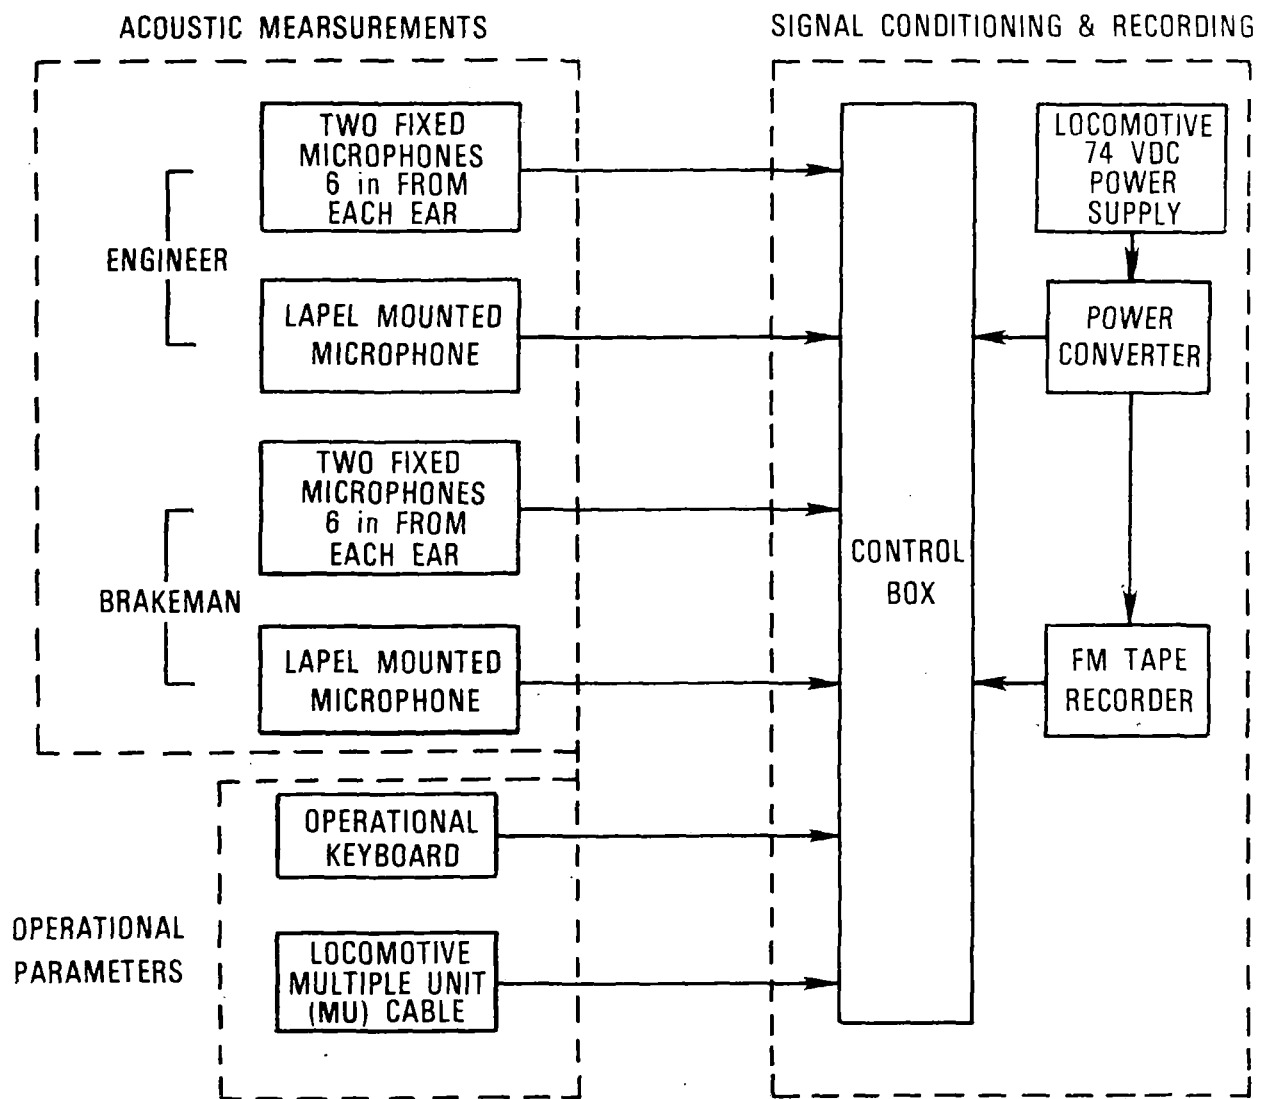 ACOUSTIC MEARSUREMENTS
SIGNAL CONDITIONING & RECORDING
ENGINEER
TWO FIXED
MICROPHONES
6 in FROM
EACH EAR
LAPEL MOUNTED
MICROPHONE
BRAKEMAN
TWO FIXED
MICROPHONES
6 in FROM
EACH EAR
LAPEL MOUNTED
MICROPHONE
OPERATIONAL
PARAMETERS
OPERATIONAL
KEYBOARD
LOCOMOTIVE
MULTIPLE UNIT
(MU) CABLE
CONTROL
BOX
LOCOMOTIVE
74 VDC
POWER
SUPPLY
POWER
CONVERTER
FM TAPE
RECORDER